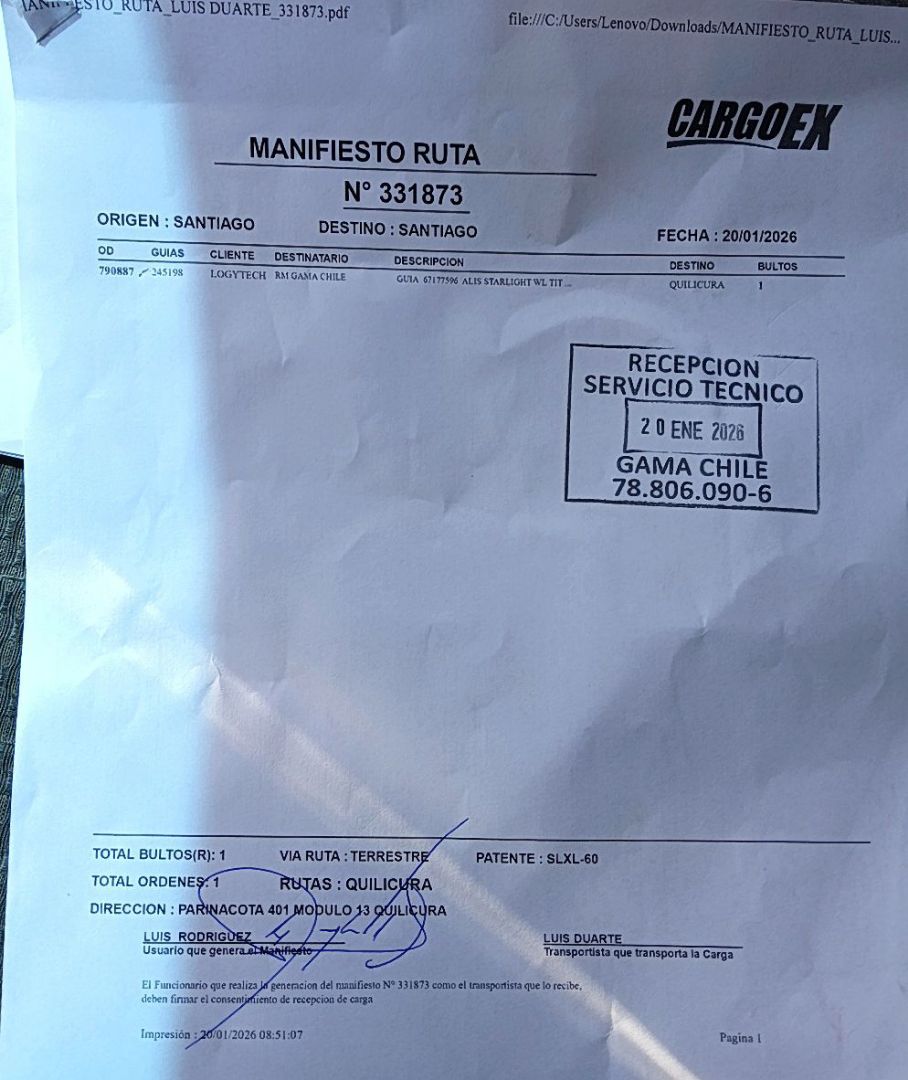 MANIFIESTO_RUTA_LUIS DUARTE_331873.pdf file:///C:/Users/Lenovo/Downloads/MANIFIESTO_RUTA_LUIS...
CARGOEX
MANIFIESTO RUTA
N° 331873
ORIGEN : SANTIAGO DESTINO : SANTIAGO FECHA : 20/01/2026
OD GUIAS CLIENTE DESTINATARIO DESCRIPCION DESTINO BULTOS
790887 245198 LOGYTECH RM GAMA CHILE GUIA 67177596 ALIS STARLIGHT WL TIT ... QUILICURA 1
RECEPCION
SERVICIO TECNICO
20 ENE 2026
GAMA CHILE
78.806.090-6
TOTAL BULTOS(R): 1 VIA RUTA : TERRESTRE PATENTE : SLXL-60
TOTAL ORDENES: 1 RUTAS : QUILICURA
DIRECCION : PARINACOTA 401 MODULO 13 QUILICURA
LUIS RODRIGUEZ LUIS DUARTE
Usuario que genera el Manifiesto Transportista que transporta la Carga
El Funcionario que realiza la generacion del manifiesto N° 331873 como el transportista que lo recibe,
deben firmar el consentimiento de recepcion de carga
Impresión : 20/01/2026 08:51:07 Pagina 1